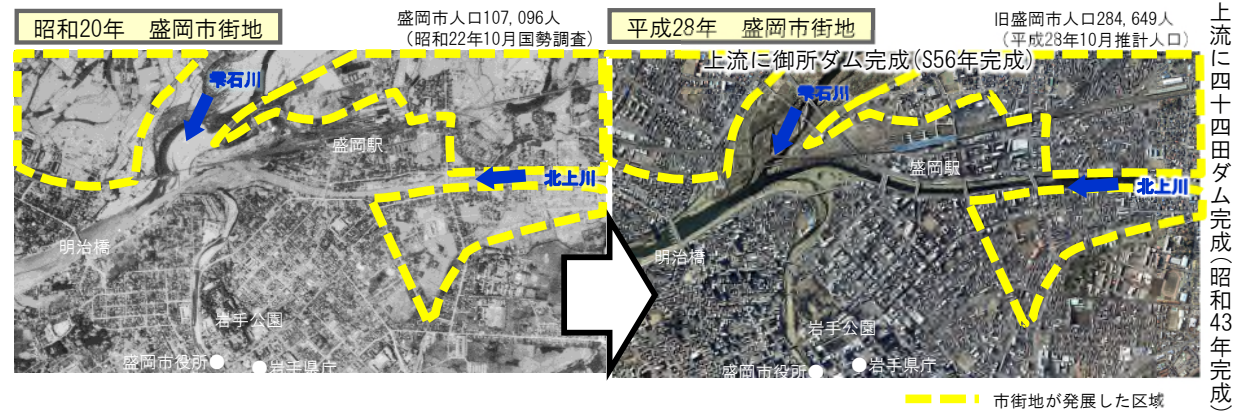 昭和20年　盛岡市街地
盛岡市人口107,096人
（昭和22年10月国勢調査）
雫石川
盛岡駅
北上川
明治橋
岩手公園
盛岡市役所
岩手県庁
平成28年　盛岡市街地
旧盛岡市人口284,649人
（平成28年10月推計人口）
上流に御所ダム完成（S56年完成）
雫石川
盛岡駅
北上川
明治橋
岩手公園
盛岡市役所
岩手県庁
上流に四十四田ダム完成（昭和43年完成）
市街地が発展した区域